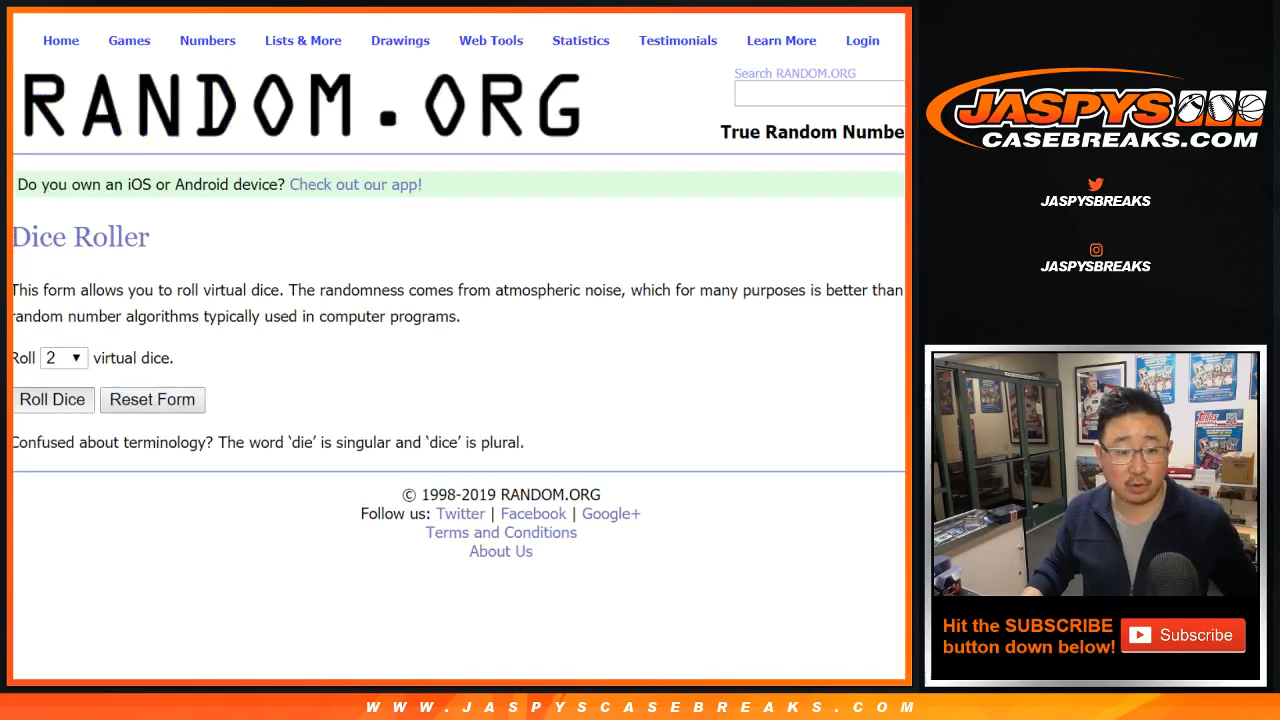 Home Games Numbers Lists & More Drawings Web Tools Statistics Testimonials Learn More Login
RANDOM.ORG
Search RANDOM.ORG
True Random Numbe
Do you own an iOS or Android device? Check out our app!
Dice Roller
This form allows you to roll virtual dice. The randomness comes from atmospheric noise, which for many purposes is better than
random number algorithms typically used in computer programs.
Roll 2 virtual dice.
Roll Dice Reset Form
Confused about terminology? The word ‘die’ is singular and ‘dice’ is plural.
© 1998-2019 RANDOM.ORG
Follow us: Twitter | Facebook | Google+
Terms and Conditions
About Us
JASPYS
CASEBREAKS.COM
JASPYSBREAKS
JASPYSBREAKS
TOPPS
Hit the SUBSCRIBE
button down below!
Subscribe
WWW.JASPYSCASEBREAKS.COM